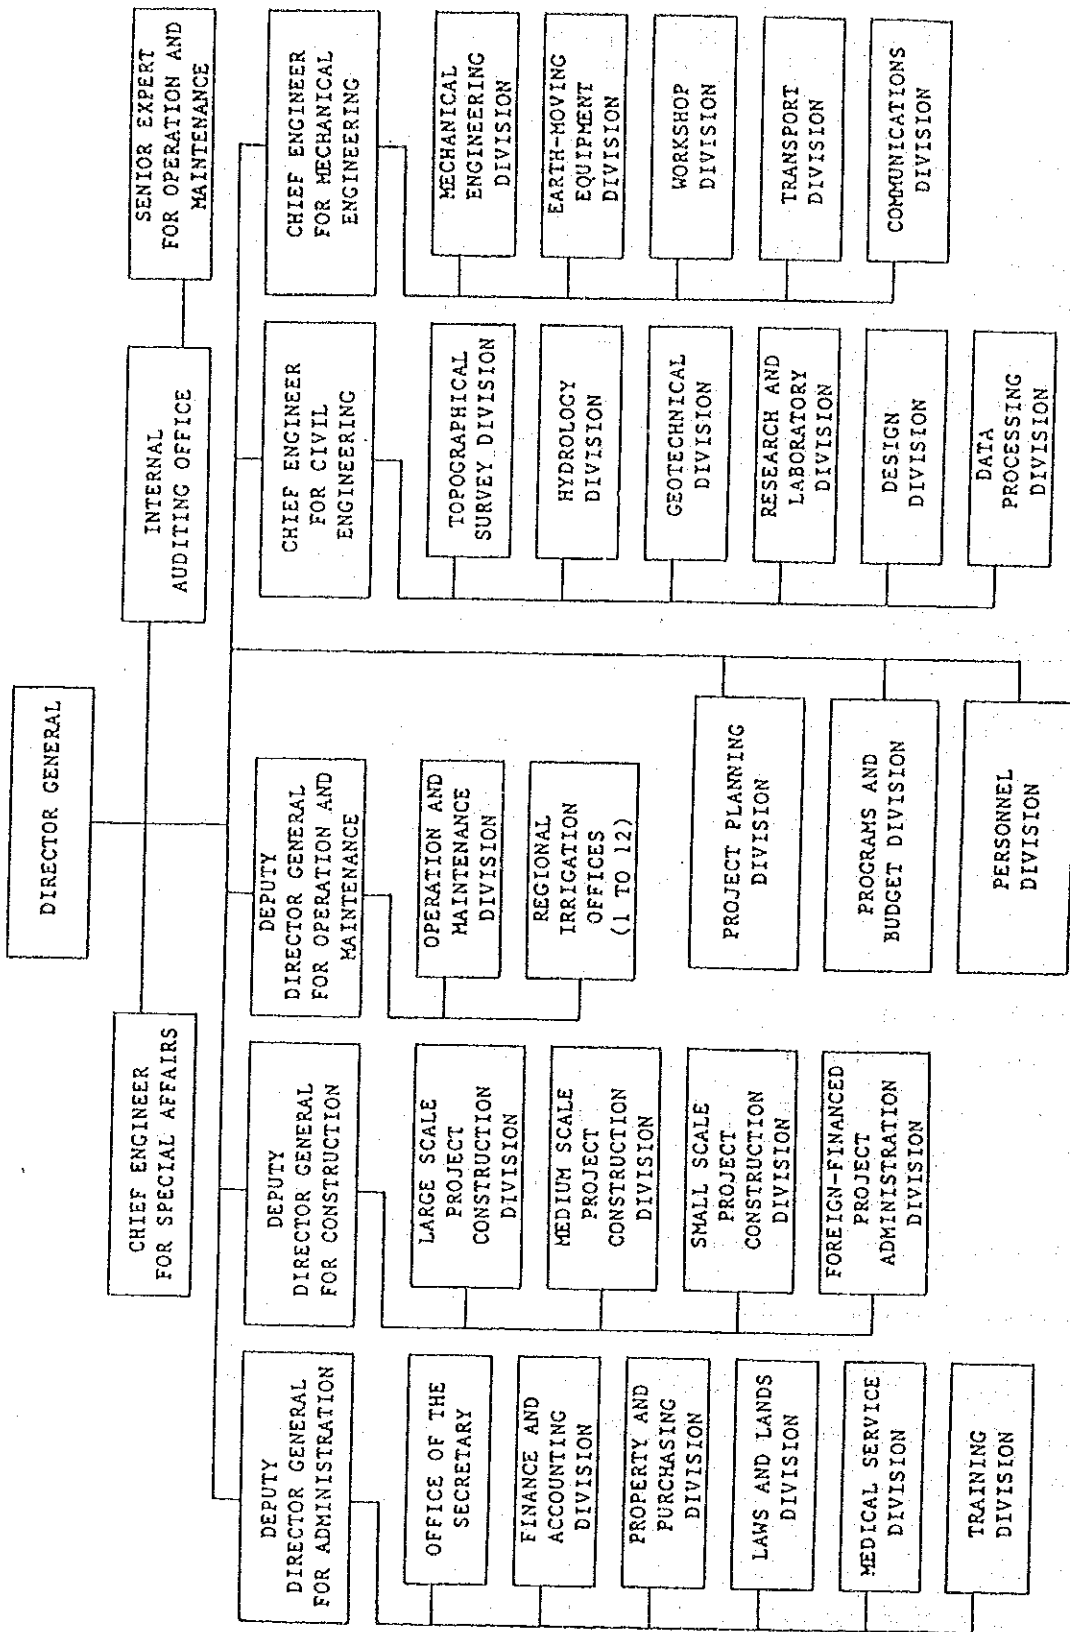 DIRECTOR GENERAL
CHIEF ENGINEER
FOR SPECIAL AFFAIRS
INTERNAL
AUDITING OFFICE
SENIOR EXPERT
FOR OPERATION AND
MAINTENANCE
DEPUTY
DIRECTOR GENERAL
FOR ADMINISTRATION
OFFICE OF THE
SECRETARY
FINANCE AND
ACCOUNTING
DIVISION
PROPERTY AND
PURCHASING
DIVISION
LAWS AND LANDS
DIVISION
MEDICAL SERVICE
DIVISION
TRAINING
DIVISION
DEPUTY
DIRECTOR GENERAL
FOR CONSTRUCTION
LARGE SCALE
PROJECT
CONSTRUCTION
DIVISION
MEDIUM SCALE
PROJECT
CONSTRUCTION
DIVISION
SMALL SCALE
PROJECT
CONSTRUCTION
DIVISION
FOREIGN-FINANCED
PROJECT
ADMINISTRATION
DIVISION
DEPUTY
DIRECTOR GENERAL
FOR OPERATION AND
MAINTENANCE
OPERATION AND
MAINTENANCE
DIVISION
REGIONAL
IRRIGATION
OFFICES
(1 TO 12)
PROJECT PLANNING
DIVISION
PROGRAMS AND
BUDGET DIVISION
PERSONNEL
DIVISION
CHIEF ENGINEER
FOR CIVIL
ENGINEERING
TOPOGRAPHICAL
SURVEY DIVISION
HYDROLOGY
DIVISION
GEOTECHNICAL
DIVISION
RESEARCH AND
LABORATORY
DIVISION
DESIGN
DIVISION
DATA
PROCESSING
DIVISION
CHIEF ENGINEER
FOR MECHANICAL
ENGINEERING
MECHANICAL
ENGINEERING
DIVISION
EARTH-MOVING
EQUIPMENT
DIVISION
WORKSHOP
DIVISION
TRANSPORT
DIVISION
COMMUNICATIONS
DIVISION